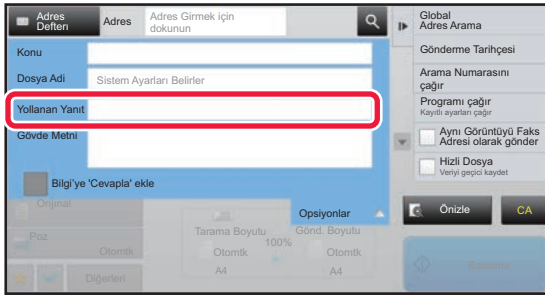 Adres
Defteri
Adres
Adres Girmek için
dokunun
Konu
Dosya Adi
Sistem Ayarları Belirler
Yollanan Yanıt
Gövde Metni
Bilgi'ye 'Cevapla' ekle
Opsiyonlar
Orijinal
Poz
Otomtk
Tarama Boyutu
Otomtk
A4
100%
Gönd. Boyutu
Otomtk
A4
Diğerleri
Global
Adres Arama
Gönderme Tarihçesi
Arama Numarasını
çağır
Programı çağır
Kayıtlı ayarları çağır
Aynı Görüntüyü Faks
Adresi olarak gönder
Hizli Dosya
Veriyi geçici kaydet
Önizle
CA